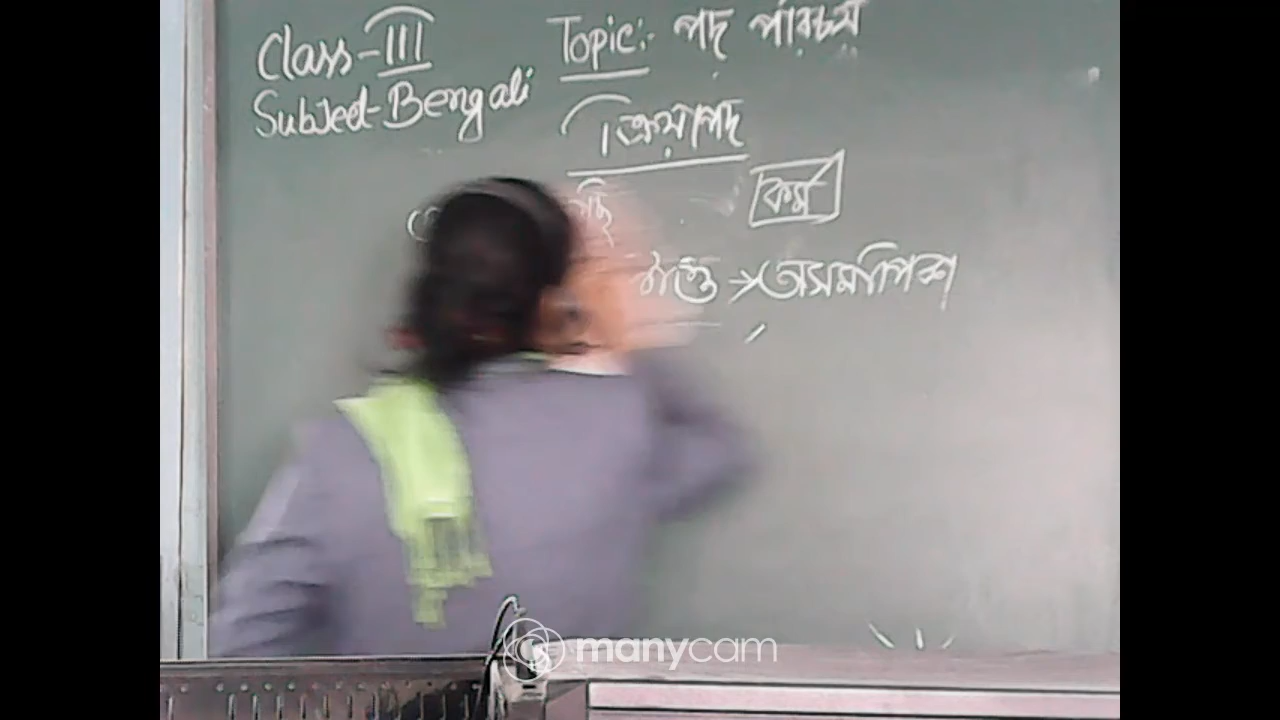 Class-III Topic:- পদ পরিচয়
Subject-Bengali
ক্রিয়াপদ
কর্ম
→ অসমাপিকা
manycam